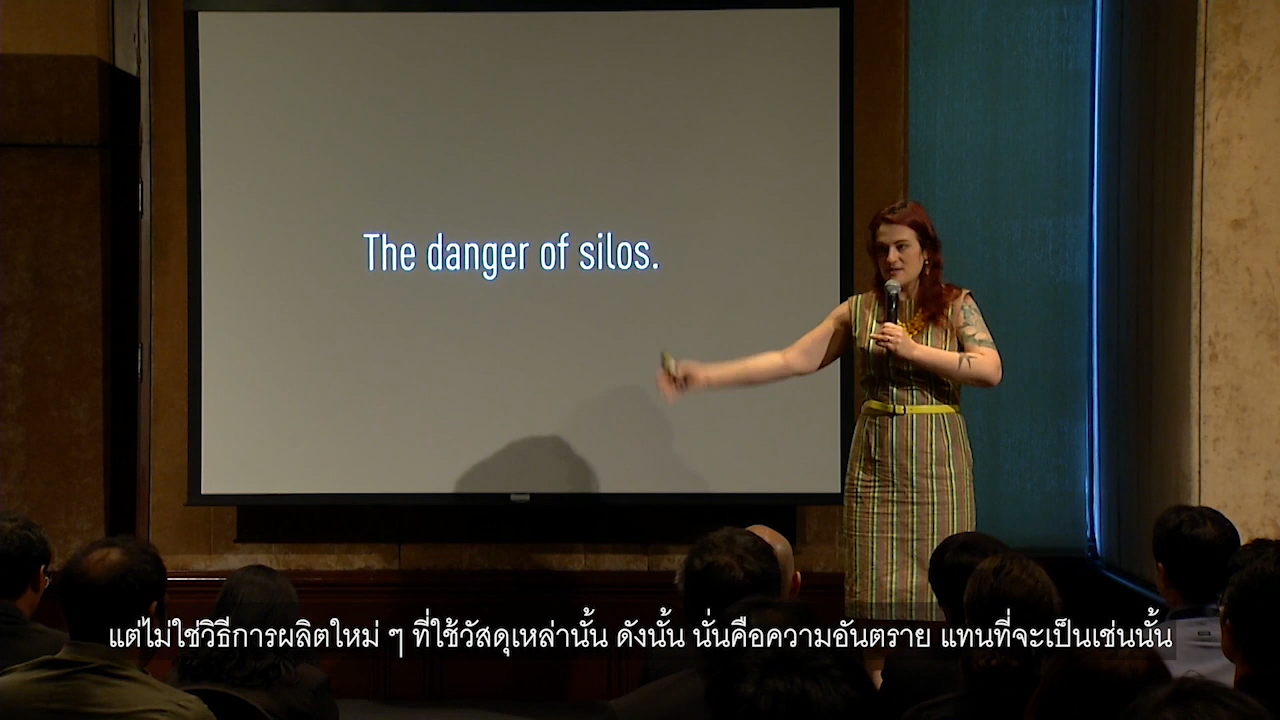 The danger of silos.
แต่ไม่ใช่วิธีการผลิตใหม่ ๆ ที่ใช้วัสดุเหล่านั้น ดังนั้น นั่นคือความอันตราย แทนที่จะเป็นเช่นนั้น